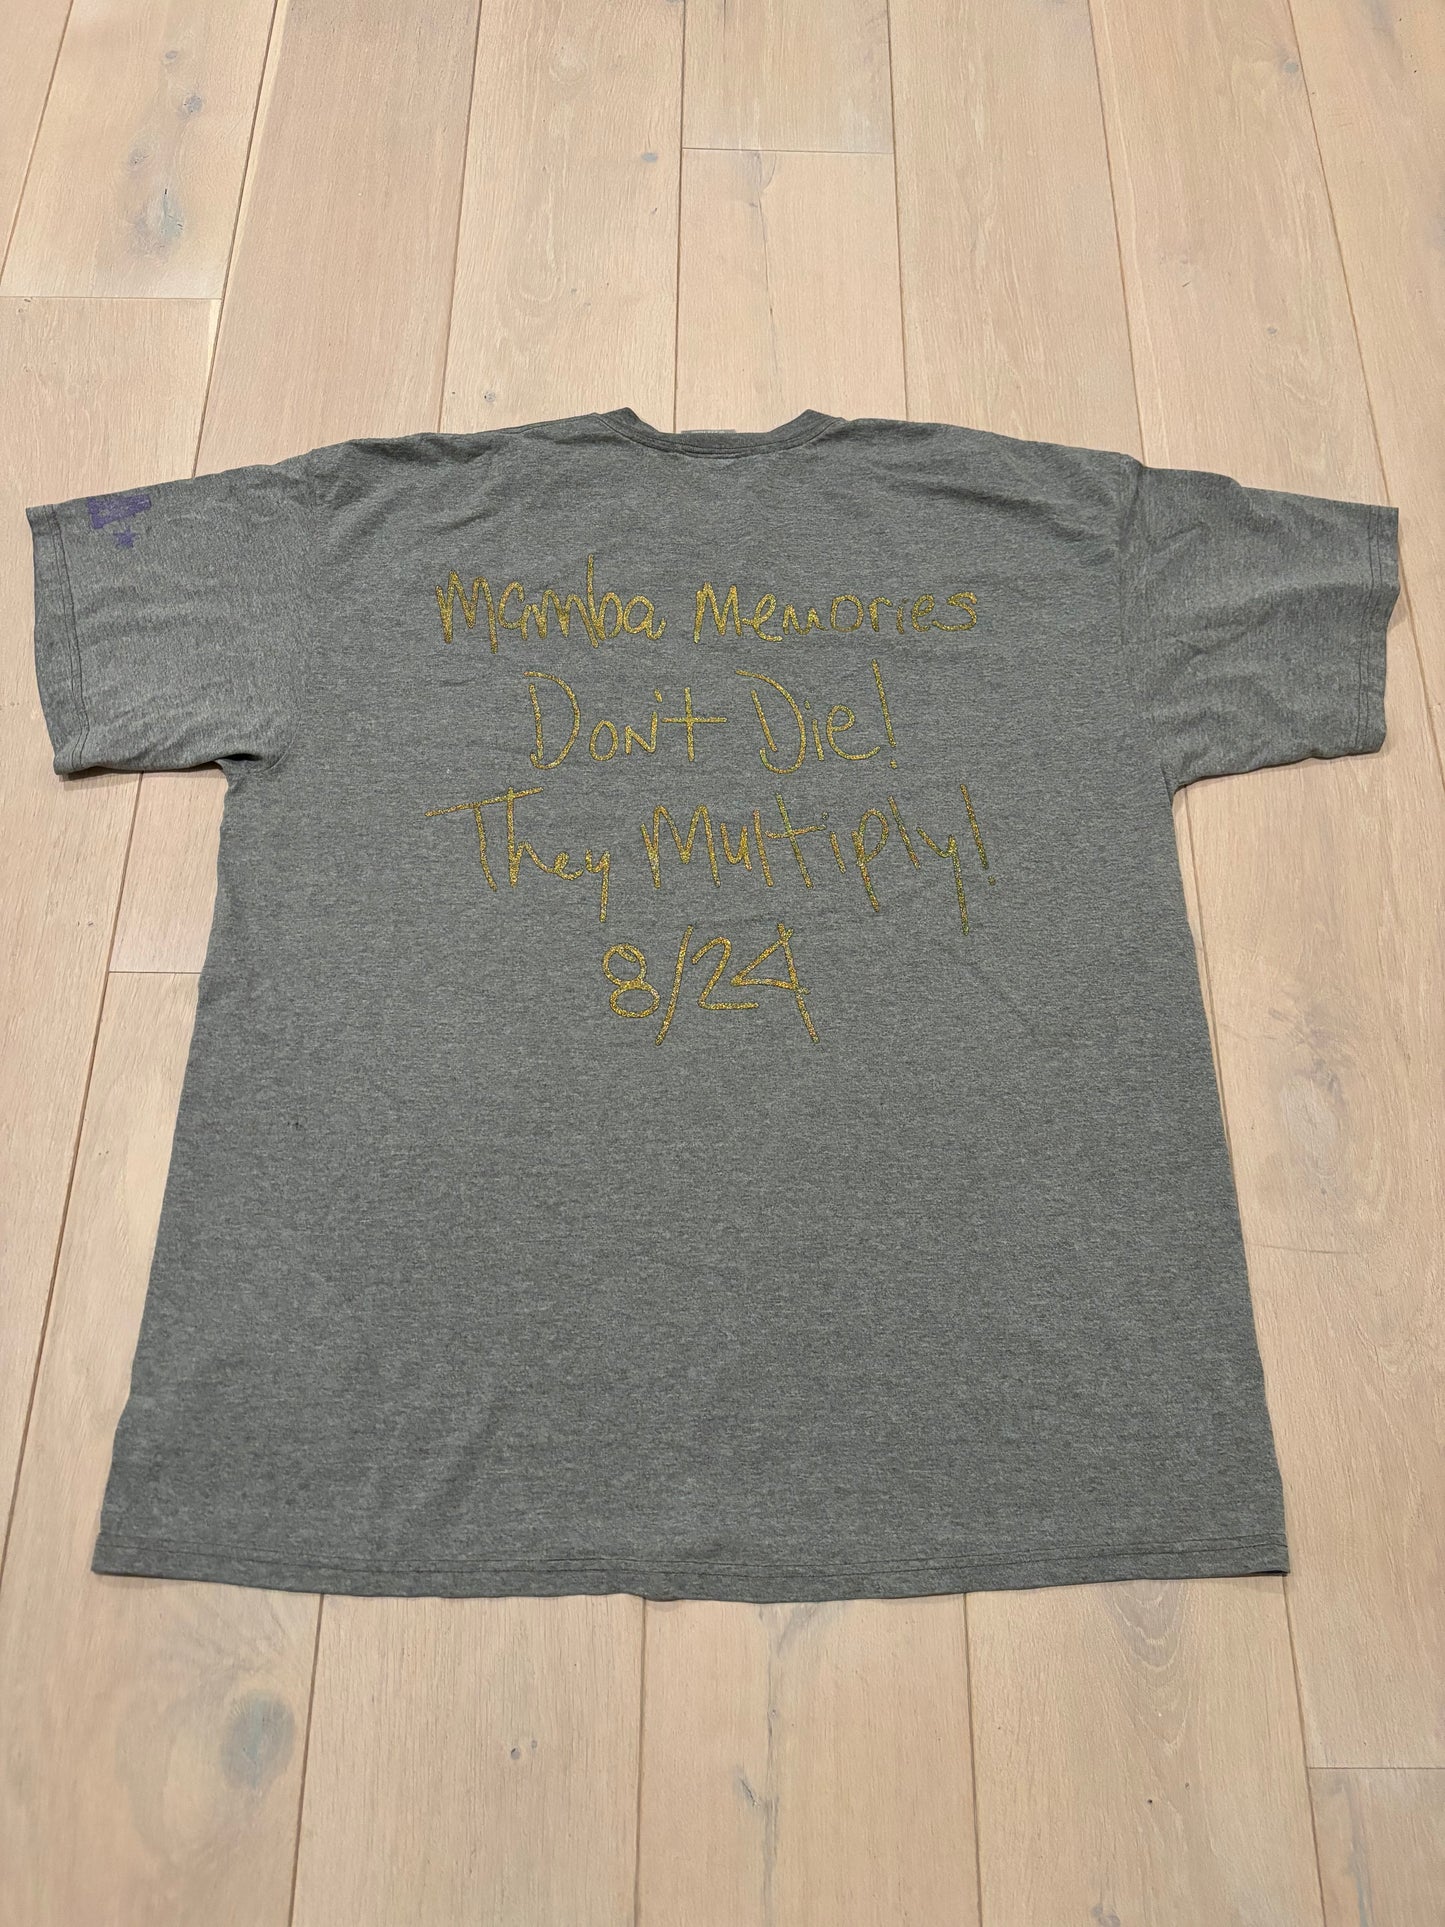 Mamba Memories
Don't Die!
They Multiply!
8/24